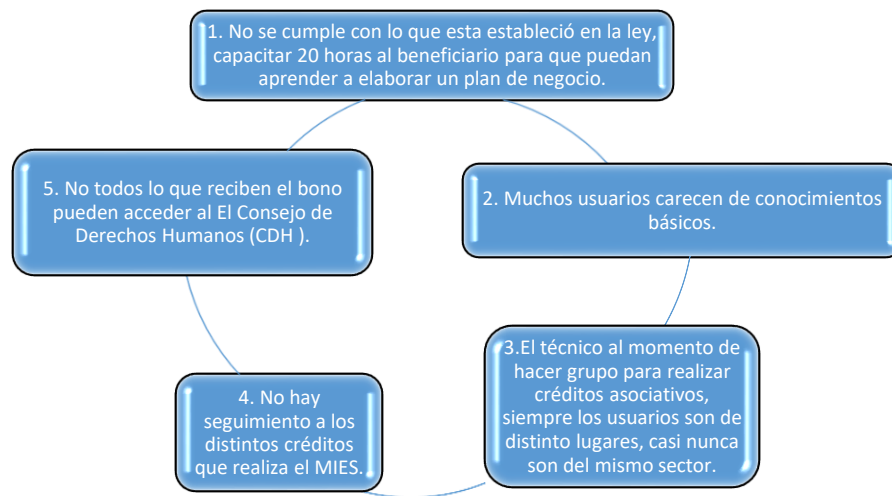 1. No se cumple con lo que esta estableció en la ley,
capacitar 20 horas al beneficiario para que puedan
aprender a elaborar un plan de negocio.
2. Muchos usuarios carecen de conocimientos
básicos.
3.El técnico al momento de
hacer grupo para realizar
créditos asociativos,
siempre los usuarios son de
distinto lugares, casi nunca
son del mismo sector.
4. No hay
seguimiento a los
distintos créditos
que realiza el MIES.
5. No todos lo que reciben el bono
pueden acceder al El Consejo de
Derechos Humanos (CDH ).